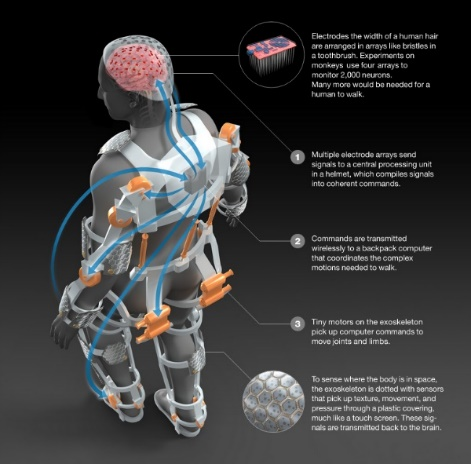 Electrodes the width of a human hair
are arranged in arrays like bristles in
a toothbrush. Experiments on
monkeys use four arrays to
monitor 2,000 neurons.
Many more would be needed for a
human to walk.
1 Multiple electrode arrays send
signals to a central processing unit
in a helmet, which compiles signals
into coherent commands.
2 Commands are transmitted
wirelessly to a backpack computer
that coordinates the complex
motions needed to walk.
3 Tiny motors on the exoskeleton
pick up computer commands to
move joints and limbs.
To sense where the body is in space,
the exoskeleton is dotted with sensors
that pick up texture, movement, and
pressure through a plastic covering,
much like a touch screen. These sig-
nals are transmitted back to the brain.